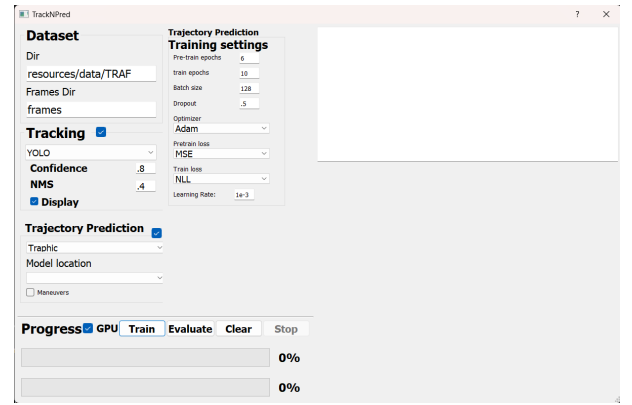 TrackNPred
Dataset
Dir
resources/data/TRAF
Frames Dir
frames
Tracking
YOLO
Confidence .8
NMS .4
Display
Trajectory Prediction
Traphic
Model location
Maneuvers
Trajectory Prediction
Training settings
Pre-train epochs 6
train epochs 10
Batch size 128
Dropout .5
Optimizer
Adam
Pretrain loss
MSE
Train loss
NLL
Learning Rate: 1e-3
Progress GPU Train Evaluate Clear Stop
0%
0%